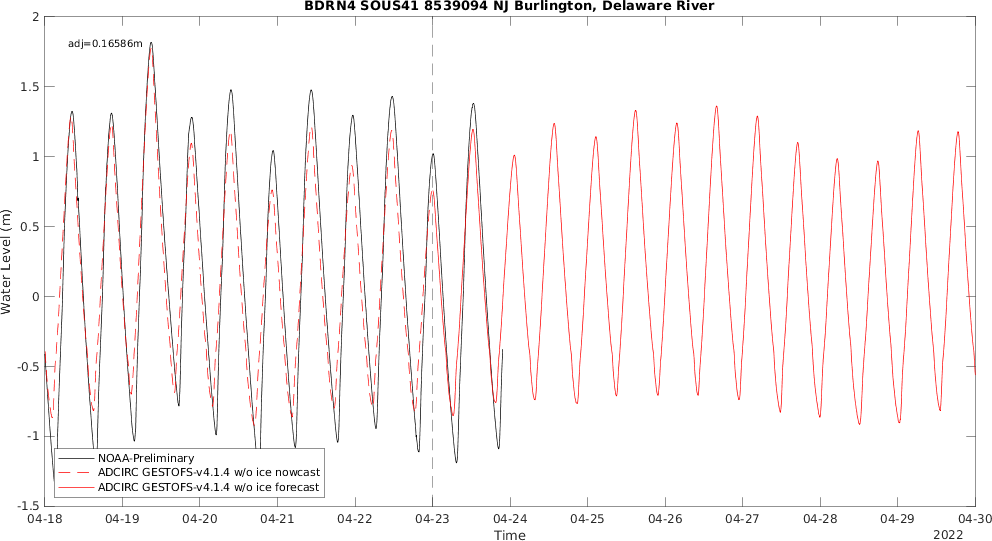 BDRN4 SOUS41 8539094 NJ Burlington, Delaware River
adj=0.16586m
Water Level (m)
2
1.5
1
0.5
0
-0.5
-1
-1.5
NOAA-Preliminary
ADCIRC GESTOFS-v4.1.4 w/o ice nowcast
ADCIRC GESTOFS-v4.1.4 w/o ice forecast
04-18 04-19 04-20 04-21 04-22 04-23 04-24 04-25 04-26 04-27 04-28 04-29 04-30
Time
2022